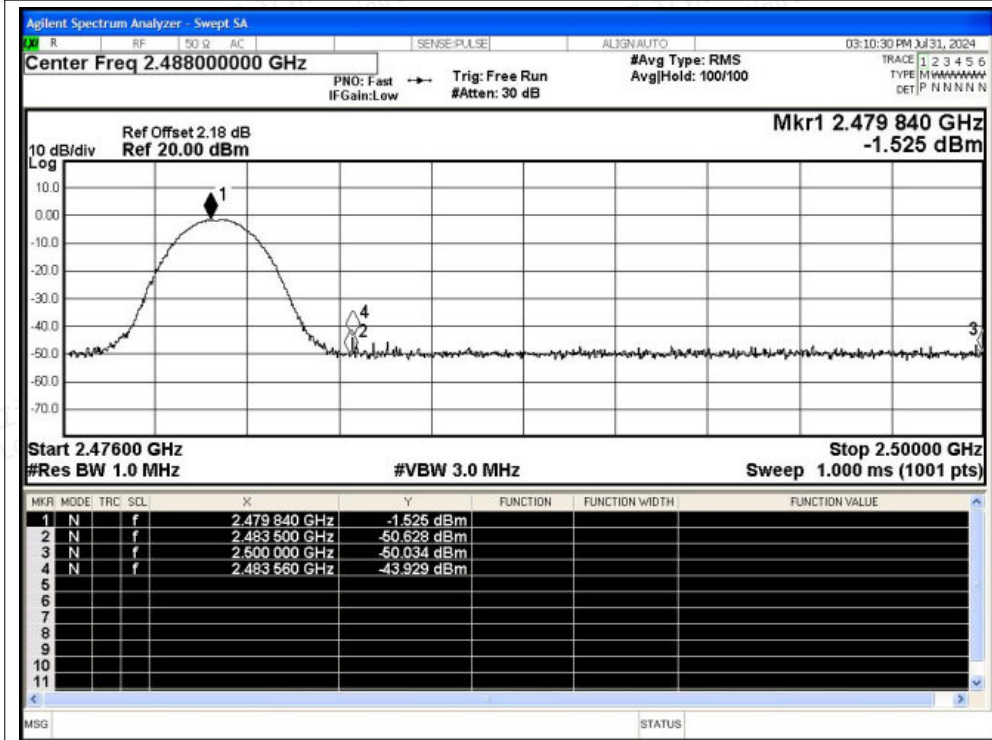 Agilent Spectrum Analyzer - Swept SA
LXI R RF 50 Ω AC SENSE:PULSE ALIGN AUTO 03:10:30 PM Jul 31, 2024
Center Freq 2.488000000 GHz
PNO: Fast
IFGain:Low
Trig: Free Run
#Atten: 30 dB
#Avg Type: RMS
Avg|Hold: 100/100
TRACE 1 2 3 4 5 6
TYPE M
DET P N N N N N
Mkr1 2.479 840 GHz
-1.525 dBm
Ref Offset 2.18 dB
10 dB/div Ref 20.00 dBm
Log
10.0
0.00
-10.0
-20.0
-30.0
-40.0
-50.0
-60.0
-70.0
1
4
2
3
Start 2.47600 GHz Stop 2.50000 GHz
#Res BW 1.0 MHz #VBW 3.0 MHz Sweep 1.000 ms (1001 pts)
MKR MODE TRC SCL X Y FUNCTION FUNCTION WIDTH FUNCTION VALUE
1 N f 2.479 840 GHz -1.525 dBm
2 N f 2.483 500 GHz -50.628 dBm
3 N f 2.500 000 GHz -50.034 dBm
4 N f 2.483 560 GHz -43.929 dBm
5
6
7
8
9
10
11
MSG STATUS